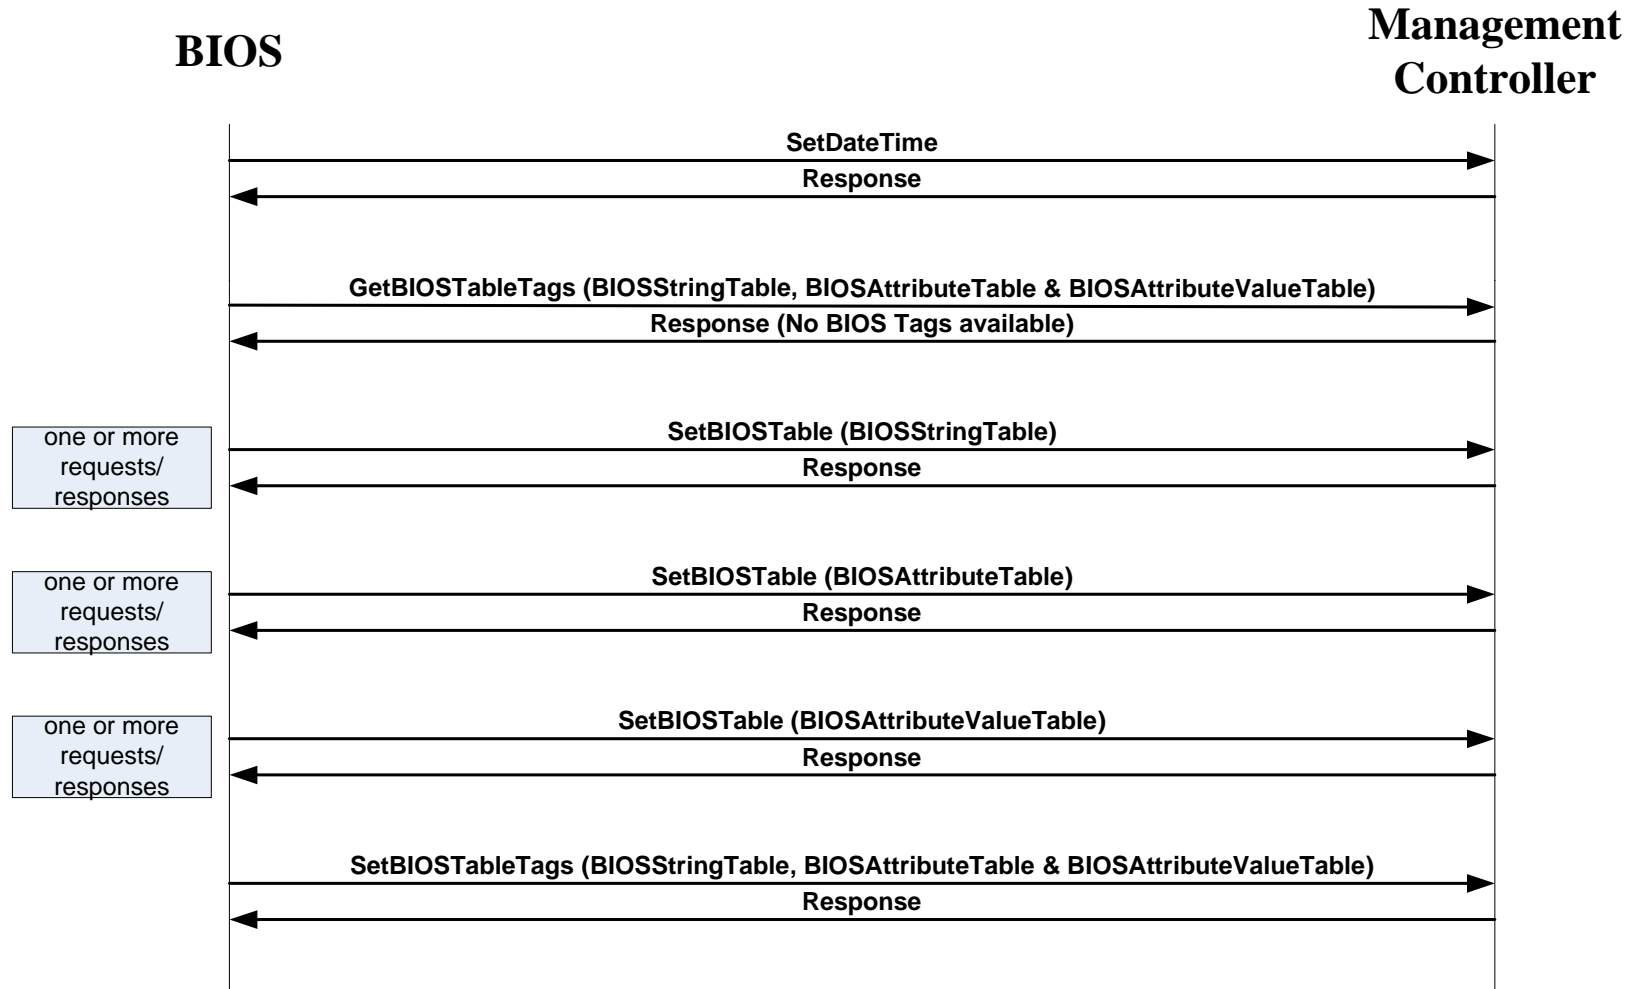 BIOS
Management
Controller
SetDateTime
Response
GetBIOSTableTags (BIOSStringTable, BIOSAttributeTable & BIOSAttributeValueTable)
Response (No BIOS Tags available)
one or more
requests/
responses
SetBIOSTable (BIOSStringTable)
Response
one or more
requests/
responses
SetBIOSTable (BIOSAttributeTable)
Response
one or more
requests/
responses
SetBIOSTable (BIOSAttributeValueTable)
Response
SetBIOSTableTags (BIOSStringTable, BIOSAttributeTable & BIOSAttributeValueTable)
Response